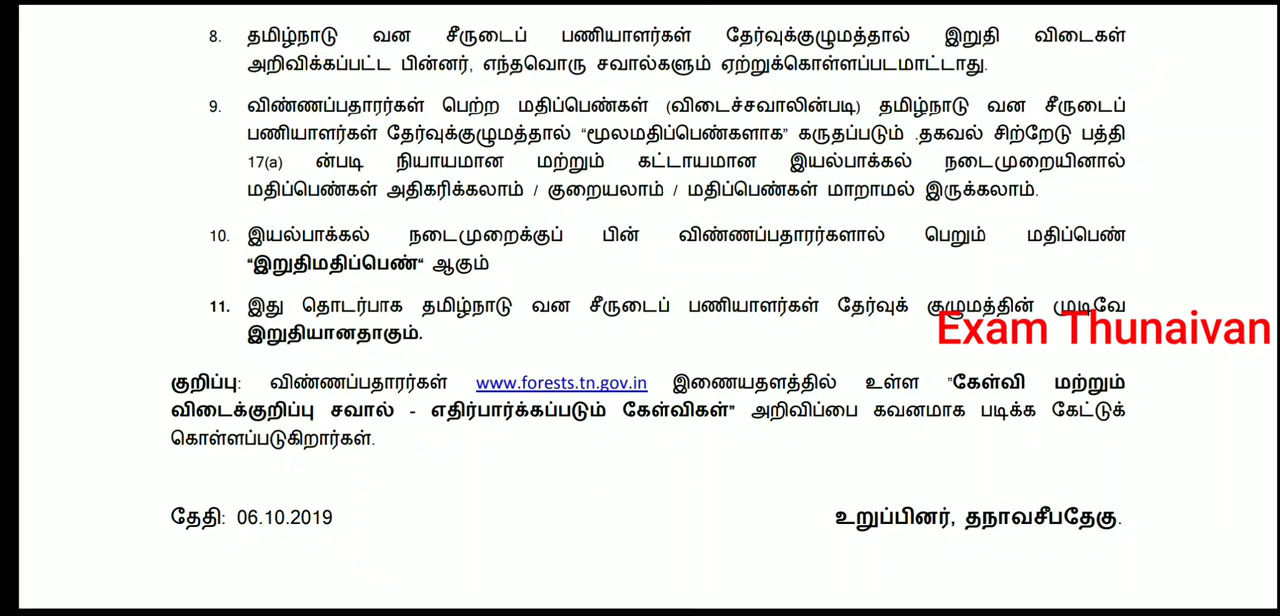 8. தமிழ்நாடு வன சீருடைப் பணியாளர்கள் தேர்வுக்குழுமத்தால் இறுதி விடைகள்
அறிவிக்கப்பட்ட பின்னர், எந்தவொரு சவால்களும் ஏற்றுக்கொள்ளப்படமாட்டாது.
9. விண்ணப்பதாரர்கள் பெற்ற மதிப்பெண்கள் (விடைச்சவாலின்படி) தமிழ்நாடு வன சீருடைப்
பணியாளர்கள் தேர்வுக்குழுமத்தால் “மூலமதிப்பெண்களாக” கருதப்படும் .தகவல் சிற்றேடு பத்தி
17(a) ன்படி நியாயமான மற்றும் கட்டாயமான இயல்பாக்கல் நடைமுறையினால்
மதிப்பெண்கள் அதிகரிக்கலாம் / குறையலாம் / மதிப்பெண்கள் மாறாமல் இருக்கலாம்.
10. இயல்பாக்கல் நடைமுறைக்குப் பின் விண்ணப்பதாரர்களால் பெறும் மதிப்பெண்
“இறுதிமதிப்பெண்“ ஆகும்
11. இது தொடர்பாக தமிழ்நாடு வன சீருடைப் பணியாளர்கள் தேர்வுக் குழுமத்தின் முடிவே
இறுதியானதாகும்.
Exam Thunaivan
குறிப்பு: விண்ணப்பதாரர்கள் www.forests.tn.gov.in இணையதளத்தில் உள்ள ”கேள்வி மற்றும்
விடைக்குறிப்பு சவால் - எதிர்பார்க்கப்படும் கேள்விகள்” அறிவிப்பை கவனமாக படிக்க கேட்டுக்
கொள்ளப்படுகிறார்கள்.
தேதி: 06.10.2019 உறுப்பினர், தநாவசீபதேகு.